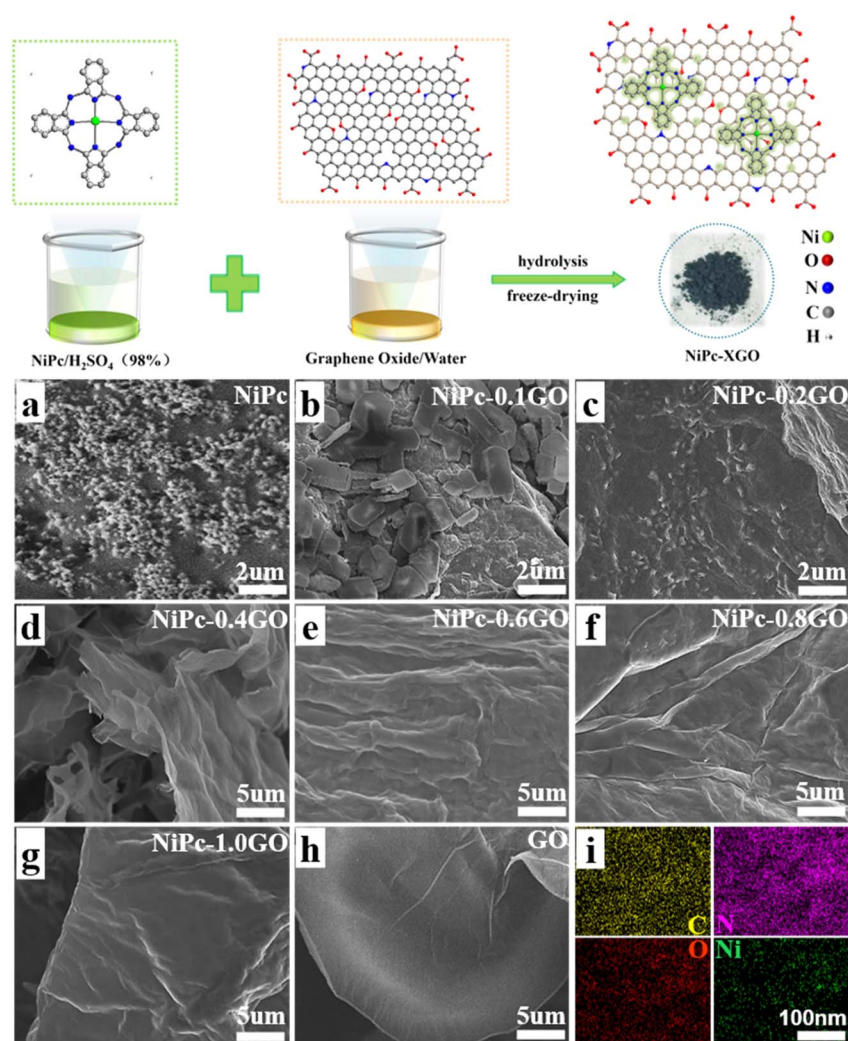 hydrolysis
freeze-drying
Ni
O
N
C
H
NiPc/H₂SO₄（98%）
Graphene Oxide/Water
NiPc-XGO
a NiPc 2um
b NiPc-0.1GO 2um
c NiPc-0.2GO 2um
d NiPc-0.4GO 5um
e NiPc-0.6GO 5um
f NiPc-0.8GO 5um
g NiPc-1.0GO 5um
h GO 5um
i C N O Ni 100nm